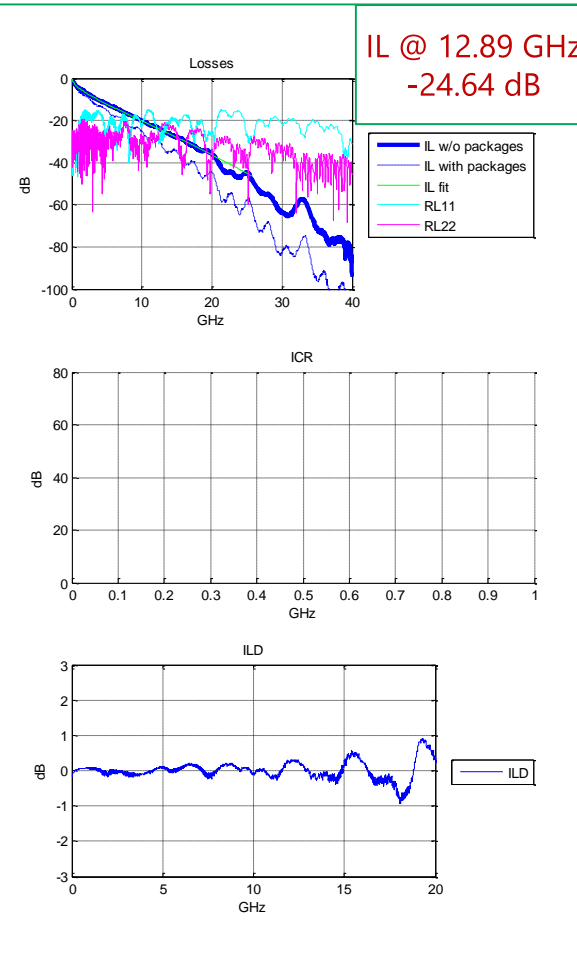 IL @ 12.89 GHz
-24.64 dB
Losses
0
-20
-40
-60
-80
-100
dB
0 10 20 30 40
GHz
IL w/o packages
IL with packages
IL fit
RL11
RL22
ICR
80
60
40
20
0
dB
0 0.1 0.2 0.3 0.4 0.5 0.6 0.7 0.8 0.9 1
GHz
ILD
3
2
1
0
-1
-2
-3
dB
0 5 10 15 20
GHz
ILD